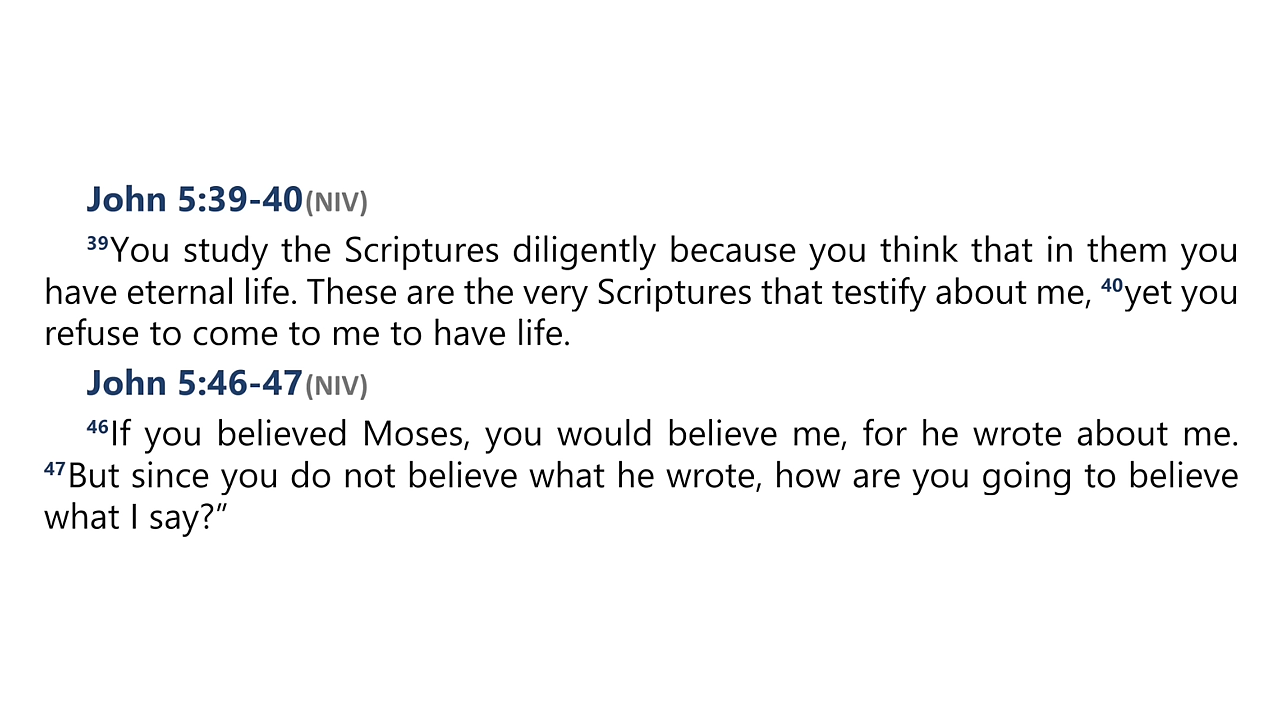 John 5:39-40(NIV)
39You study the Scriptures diligently because you think that in them you
have eternal life. These are the very Scriptures that testify about me, 40yet you
refuse to come to me to have life.
John 5:46-47(NIV)
46If you believed Moses, you would believe me, for he wrote about me.
47But since you do not believe what he wrote, how are you going to believe
what I say?”